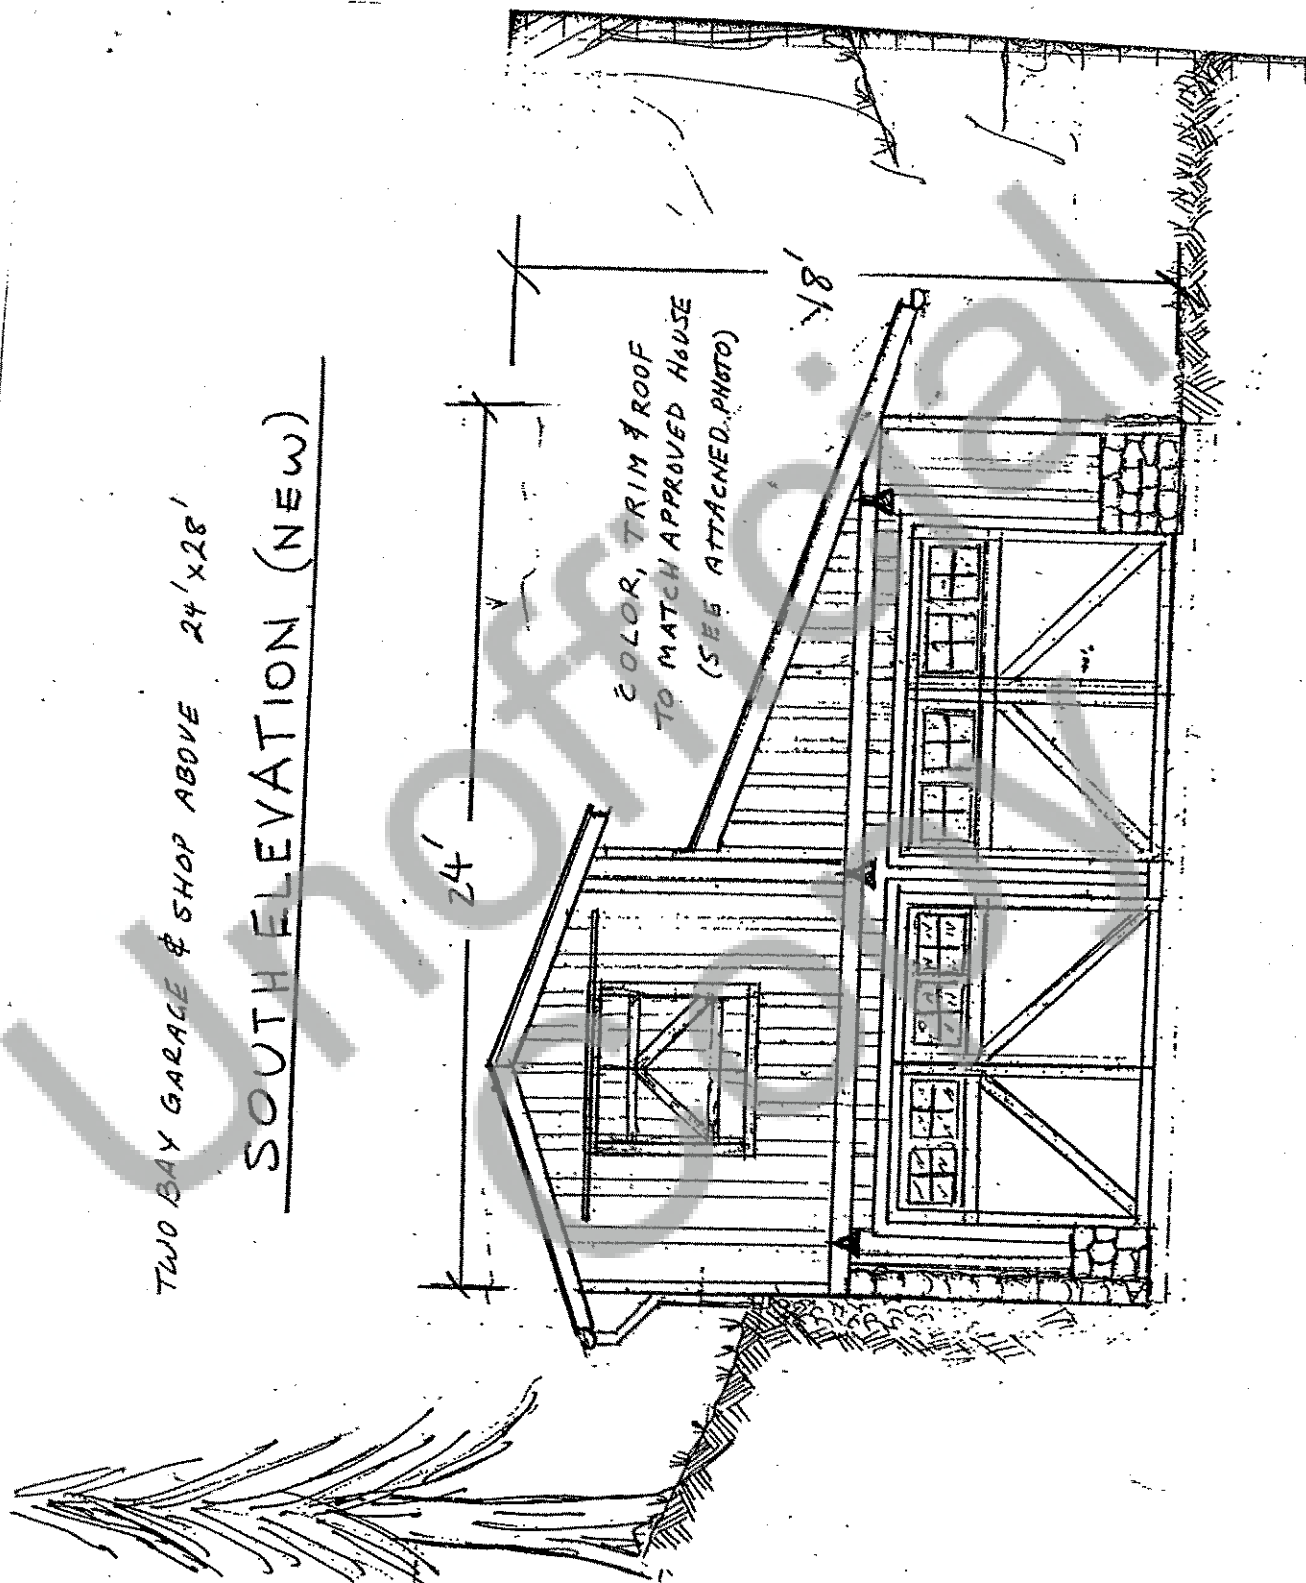 TWO BAY GARAGE & SHOP ABOVE 24'x28'
SOUTH ELEVATION (NEW)
24'
COLOR, TRIM & ROOF
TO MATCH APPROVED HOUSE
(SEE ATTACHED PHOTO)
18'
Unofficial
Copy